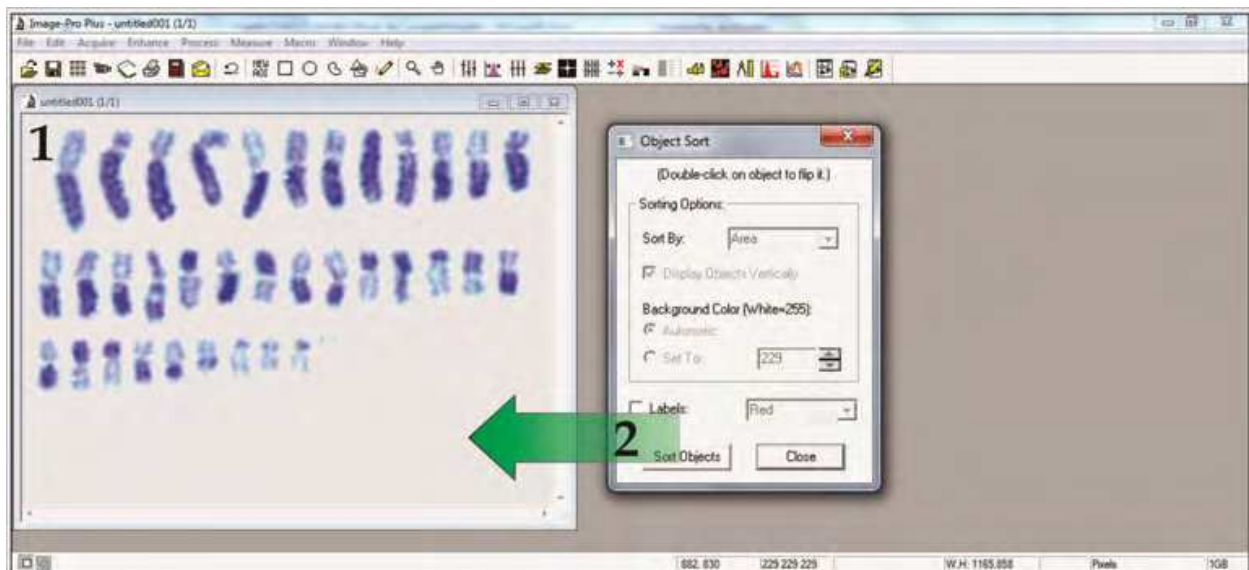 Image-Pro Plus - untitled001 (1/1)
File Edit Acquire Enhance Process Measure Macro Window Help
untitled001 (1/1)
1
Object Sort
(Double-click on object to flip it.)
Sorting Options:
Sort By: Area
Display Objects Vertically
Background Color (White=255):
Automatic
Set To: 229
Labels: Red
2
Sort Objects Close
882, 830 229 229 229 W.H: 1165,858 Pixels 1GB